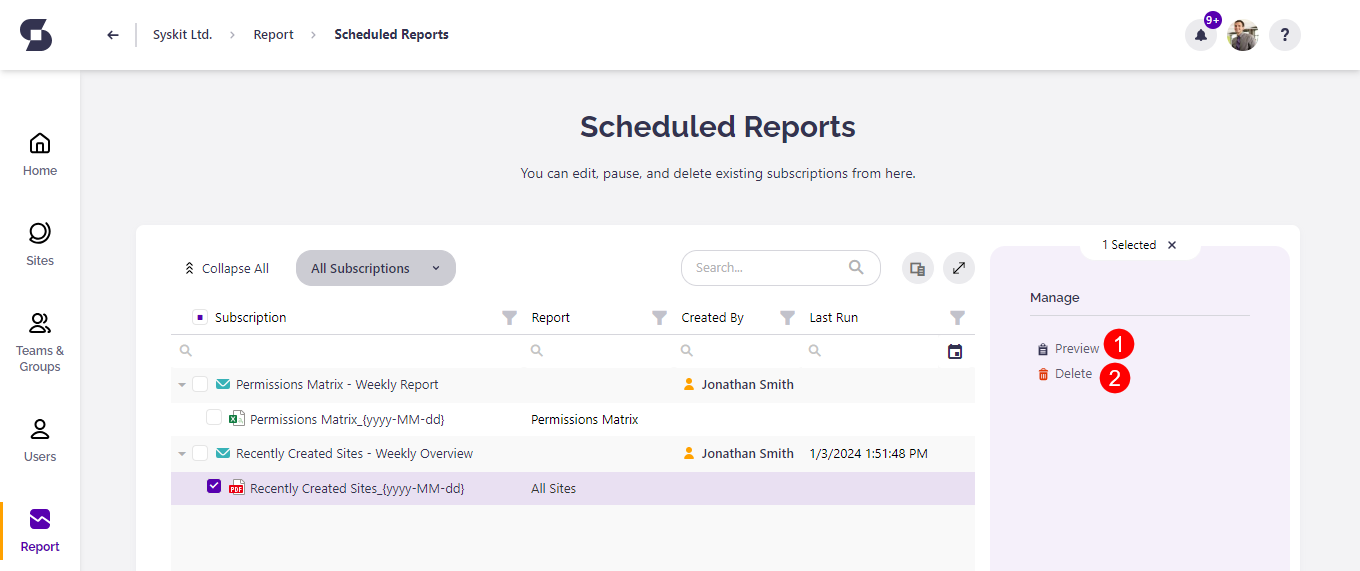 Syskit Ltd. > Report > Scheduled Reports 9+ ?
Home
Sites
Teams &
Groups
Users
Report
Scheduled Reports
You can edit, pause, and delete existing subscriptions from here.
Collapse All All Subscriptions Search...
Subscription Report Created By Last Run
Permissions Matrix - Weekly Report Jonathan Smith
Permissions Matrix_{yyyy-MM-dd} Permissions Matrix
Recently Created Sites - Weekly Overview Jonathan Smith 1/3/2024 1:51:48 PM
PDF Recently Created Sites_{yyyy-MM-dd} All Sites
1 Selected
Manage
Preview 1
Delete 2